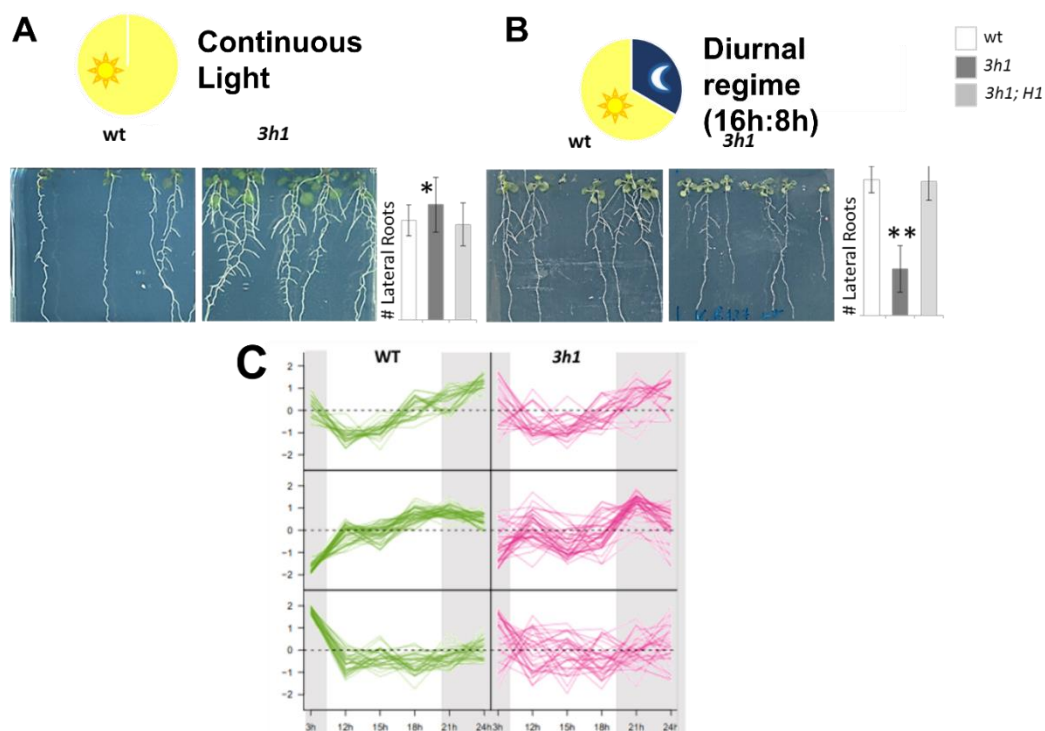 A
Continuous
Light
wt
3h1
# Lateral Roots
*
B
Diurnal
regime
(16h:8h)
wt
3h1
# Lateral Roots
**
wt
3h1
3h1; H1
C
WT
3h1
2
1
0
−1
−2
2
1
0
−1
−2
2
1
0
−1
−2
3h 12h 15h 18h 21h 24h 3h 12h 15h 18h 21h 24h